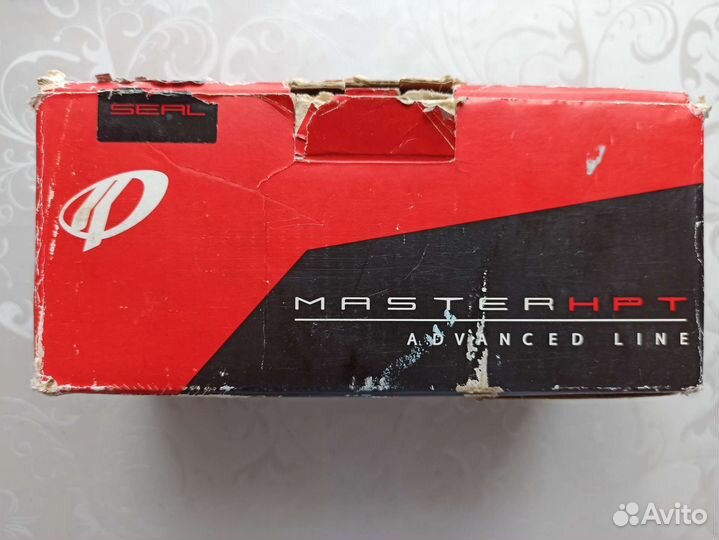 SEAL
MASTERHPT
ADVANCED LINE
Avito